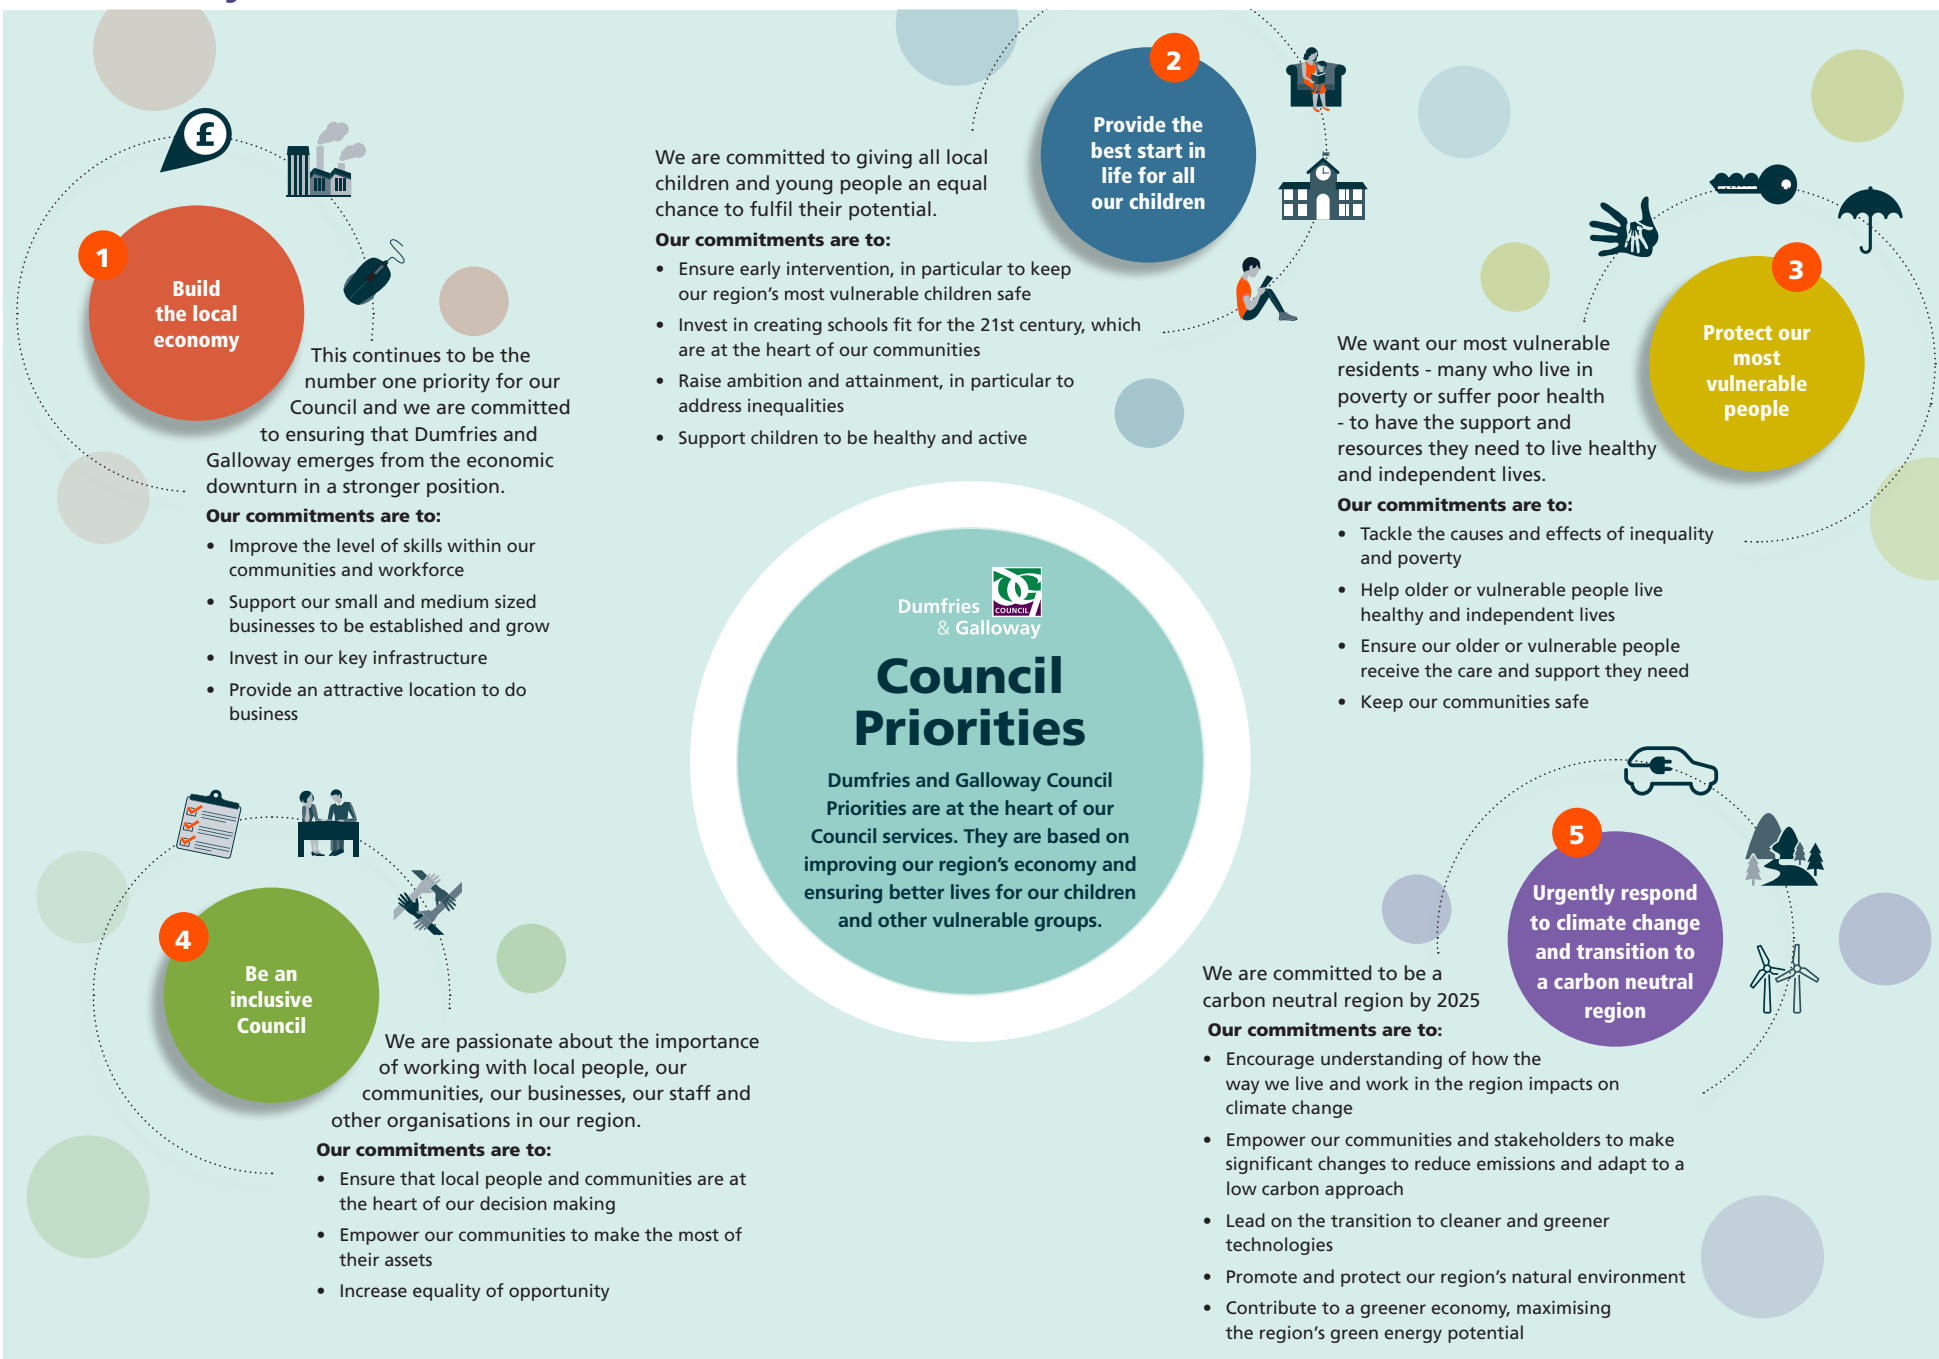 £
1
Build
the local
economy
This continues to be the
number one priority for our
Council and we are committed
to ensuring that Dumfries and
Galloway emerges from the economic
downturn in a stronger position.
Our commitments are to:
• Improve the level of skills within our
communities and workforce
• Support our small and medium sized
businesses to be established and grow
• Invest in our key infrastructure
• Provide an attractive location to do
business
2
Provide the
best start in
life for all
our children
We are committed to giving all local
children and young people an equal
chance to fulfil their potential.
Our commitments are to:
• Ensure early intervention, in particular to keep
our region’s most vulnerable children safe
• Invest in creating schools fit for the 21st century, which
are at the heart of our communities
• Raise ambition and attainment, in particular to
address inequalities
• Support children to be healthy and active
3
Protect our
most
vulnerable
people
We want our most vulnerable
residents - many who live in
poverty or suffer poor health
- to have the support and
resources they need to live healthy
and independent lives.
Our commitments are to:
• Tackle the causes and effects of inequality
and poverty
• Help older or vulnerable people live
healthy and independent lives
• Ensure our older or vulnerable people
receive the care and support they need
• Keep our communities safe
Dumfries
COUNCIL
& Galloway
Council
Priorities
Dumfries and Galloway Council
Priorities are at the heart of our
Council services. They are based on
improving our region’s economy and
ensuring better lives for our children
and other vulnerable groups.
4
Be an
inclusive
Council
We are passionate about the importance
of working with local people, our
communities, our businesses, our staff and
other organisations in our region.
Our commitments are to:
• Ensure that local people and communities are at
the heart of our decision making
• Empower our communities to make the most of
their assets
• Increase equality of opportunity
5
Urgently respond
to climate change
and transition to
a carbon neutral
region
We are committed to be a
carbon neutral region by 2025
Our commitments are to:
• Encourage understanding of how the
way we live and work in the region impacts on
climate change
• Empower our communities and stakeholders to make
significant changes to reduce emissions and adapt to a
low carbon approach
• Lead on the transition to cleaner and greener
technologies
• Promote and protect our region’s natural environment
• Contribute to a greener economy, maximising
the region’s green energy potential